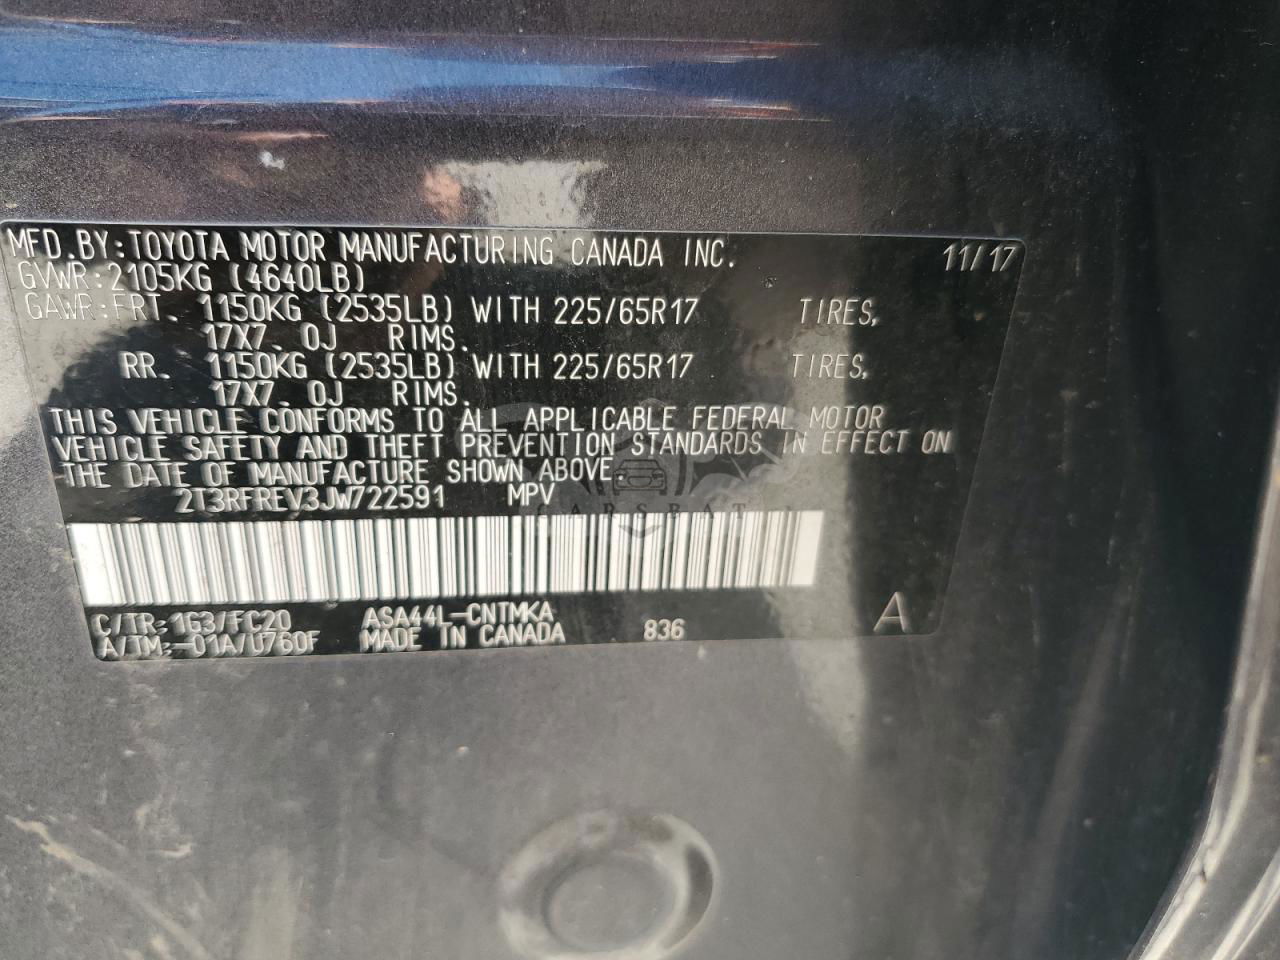 MFD.BY:TOYOTA MOTOR MANUFACTURING CANADA INC. 11/17
GVWR:2105KG (4640LB)
GAWR:FRT. 1150KG (2535LB) WITH 225/65R17 TIRES,
17X7.0J RIMS.
RR. 1150KG (2535LB) WITH 225/65R17 TIRES,
17X7.0J RIMS.
THIS VEHICLE CONFORMS TO ALL APPLICABLE FEDERAL MOTOR
VEHICLE SAFETY AND THEFT PREVENTION STANDARDS IN EFFECT ON
THE DATE OF MANUFACTURE SHOWN ABOVE.
2T3RFREV3JW722591 MPV
CARSBAT
C/TR:1G3/FC20 ASA44L-CNTMKA
A/TM:-01A/U760F MADE IN CANADA 836 A